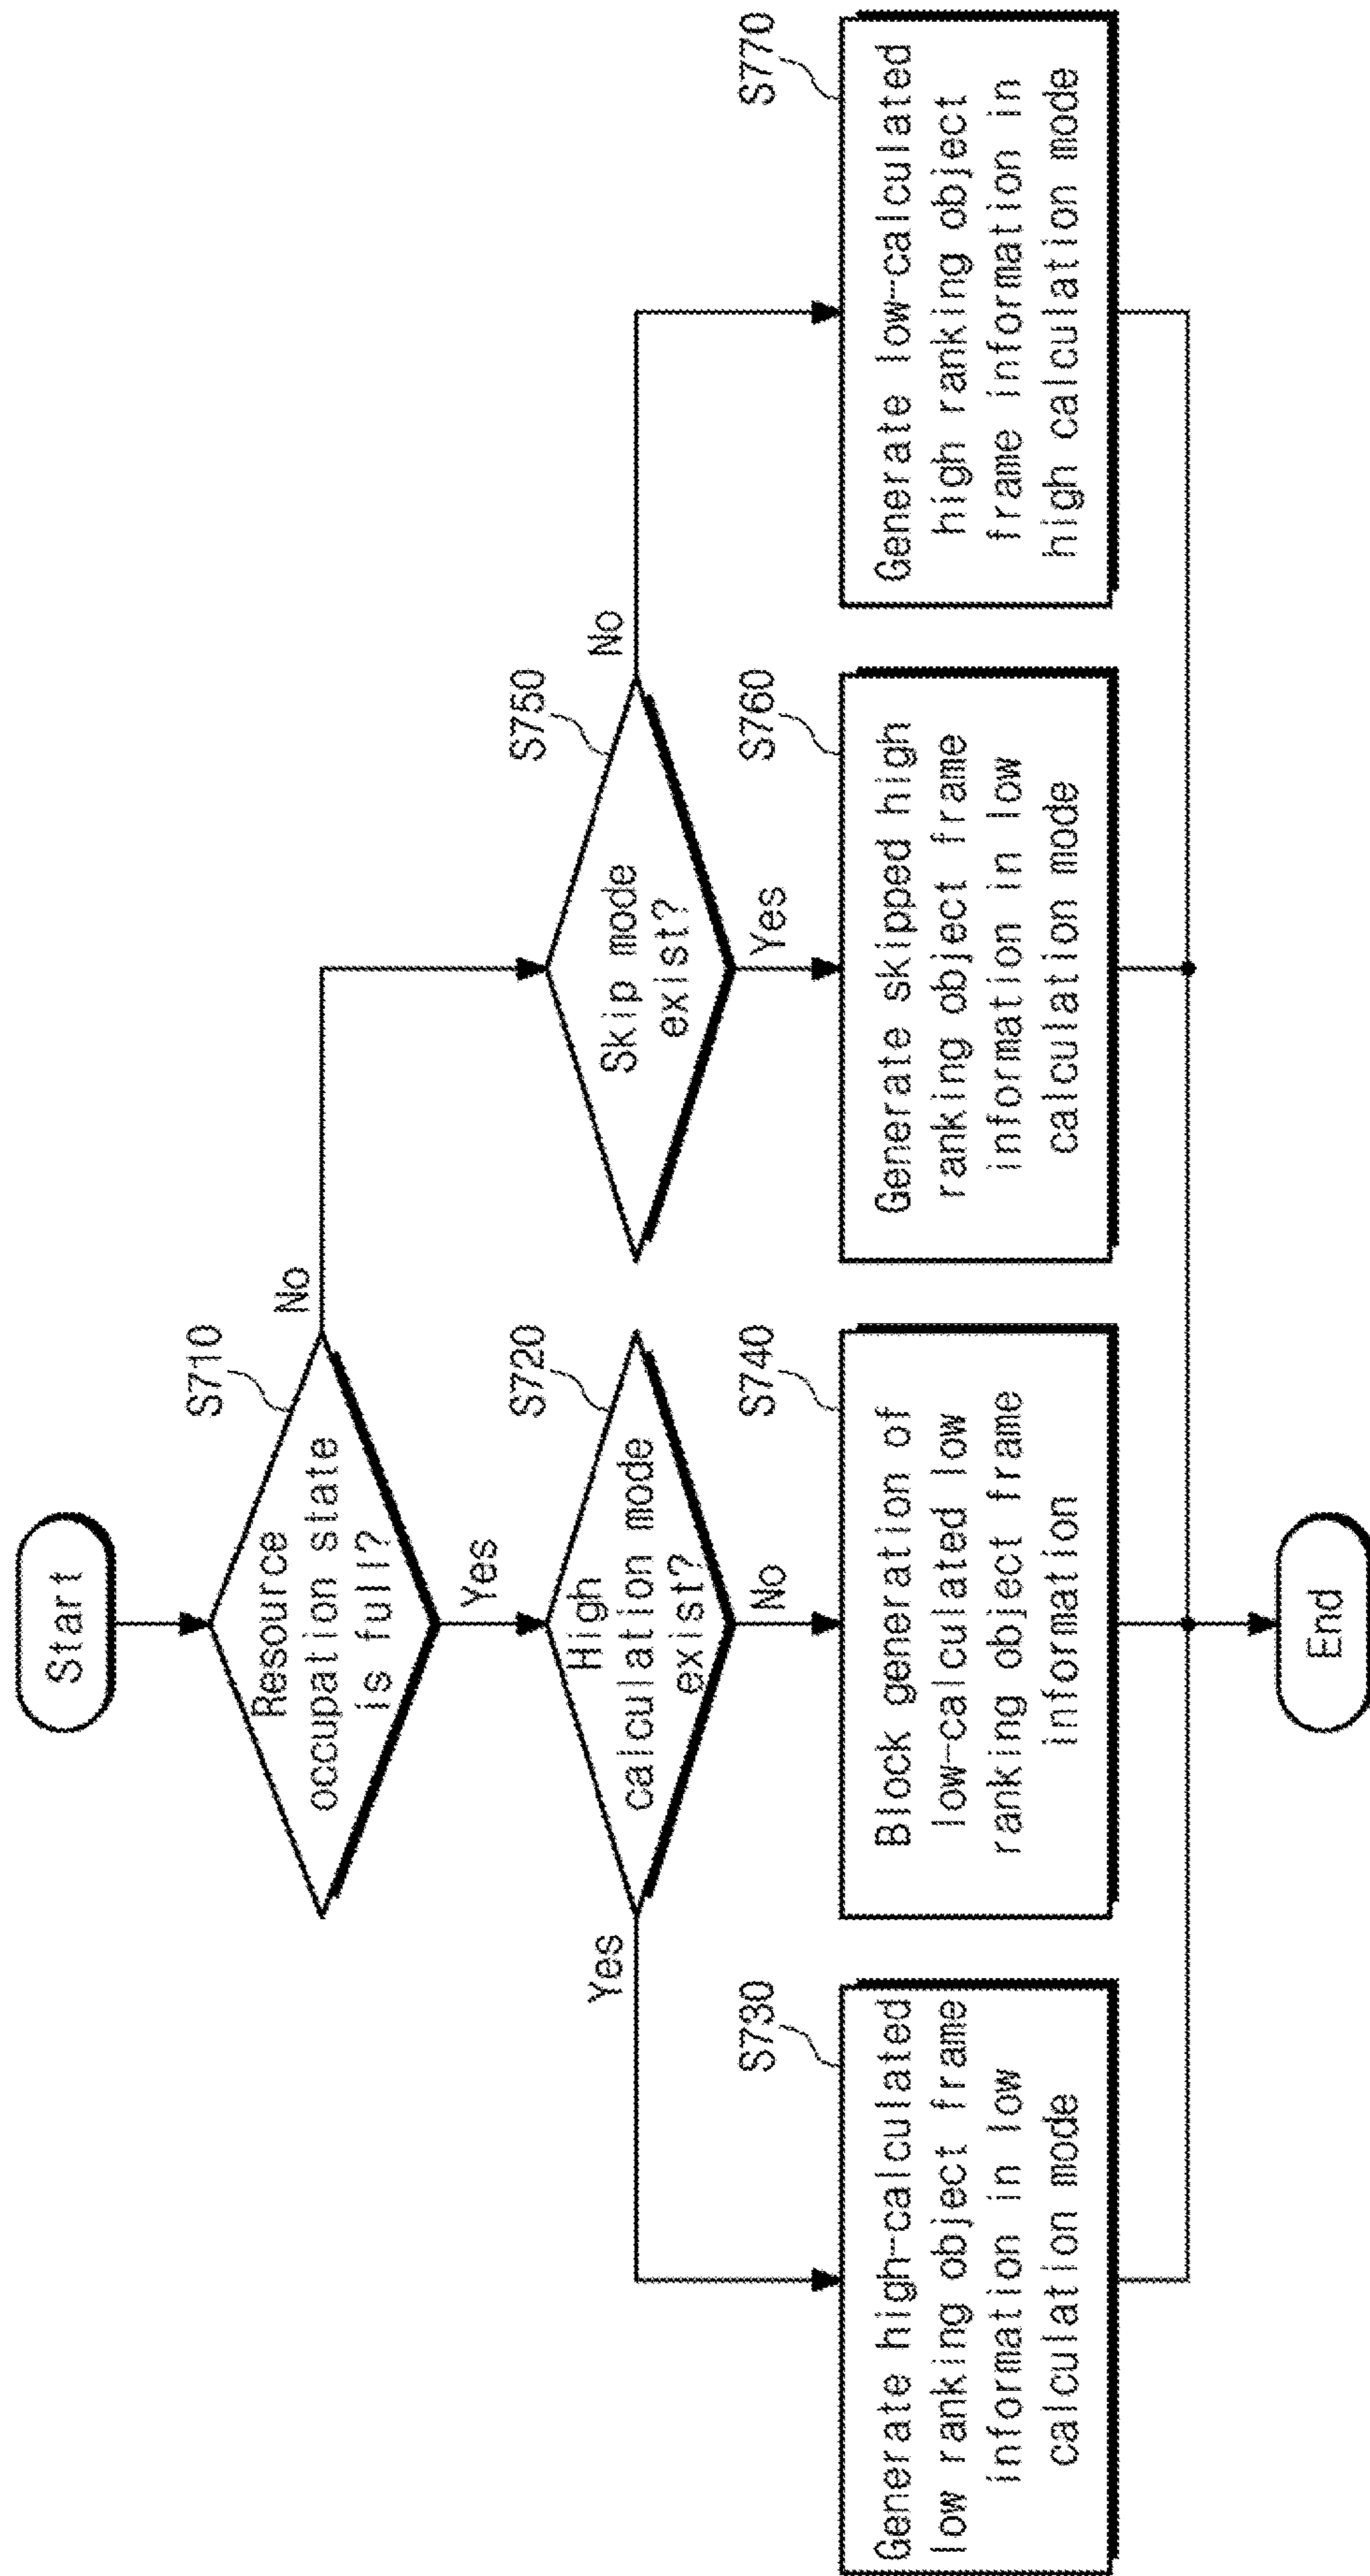 Start
S710
Resource
occupation state
is full?
No
Yes
S720
High
calculation mode
exist?
Yes
No
S750
Skip mode
exist?
No
Yes
S730
Generate high-calculated
low ranking object frame
information in low
calculation mode
S740
Block generation of
low-calculated low
ranking object frame
information
S760
Generate skipped high
ranking object frame
information in low
calculation mode
S770
Generate low-calculated
high ranking object
frame information in
high calculation mode
End